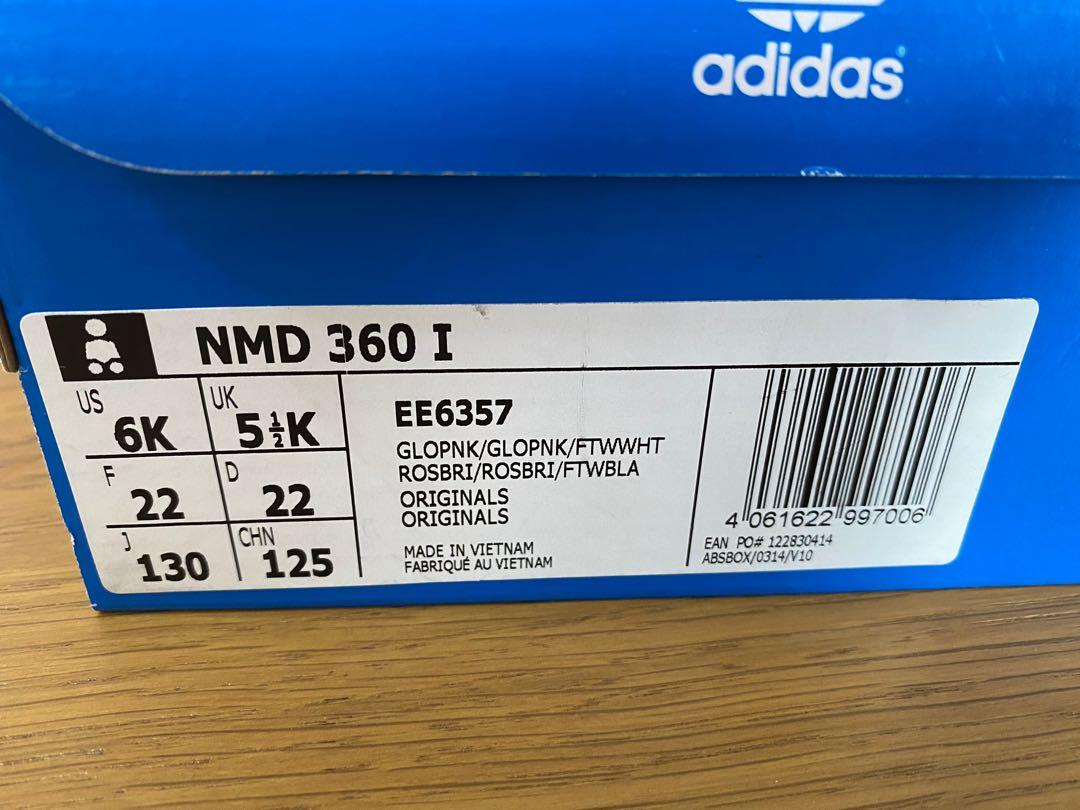 adidas
NMD 360 I
US 6K UK 5½K
F 22 D 22
J 130 CHN 125
EE6357
GLOPNK/GLOPNK/FTWWHT
ROSBRI/ROSBRI/FTWBLA
ORIGINALS
ORIGINALS
MADE IN VIETNAM
FABRIQUÉ AU VIETNAM
4 061622 997006
EAN PO# 122830414
ABSBOX/0314/V10